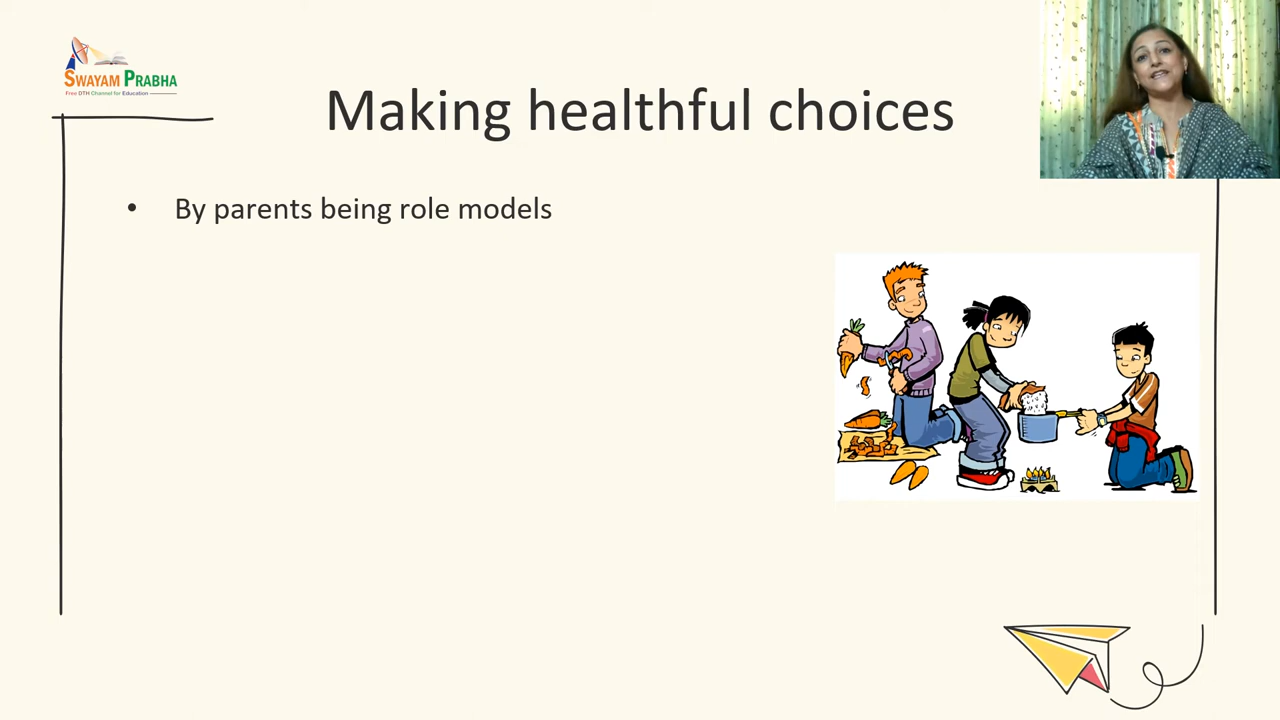 SWAYAM PRABHA
Free DTH Channel for Education
Making healthful choices
• By parents being role models